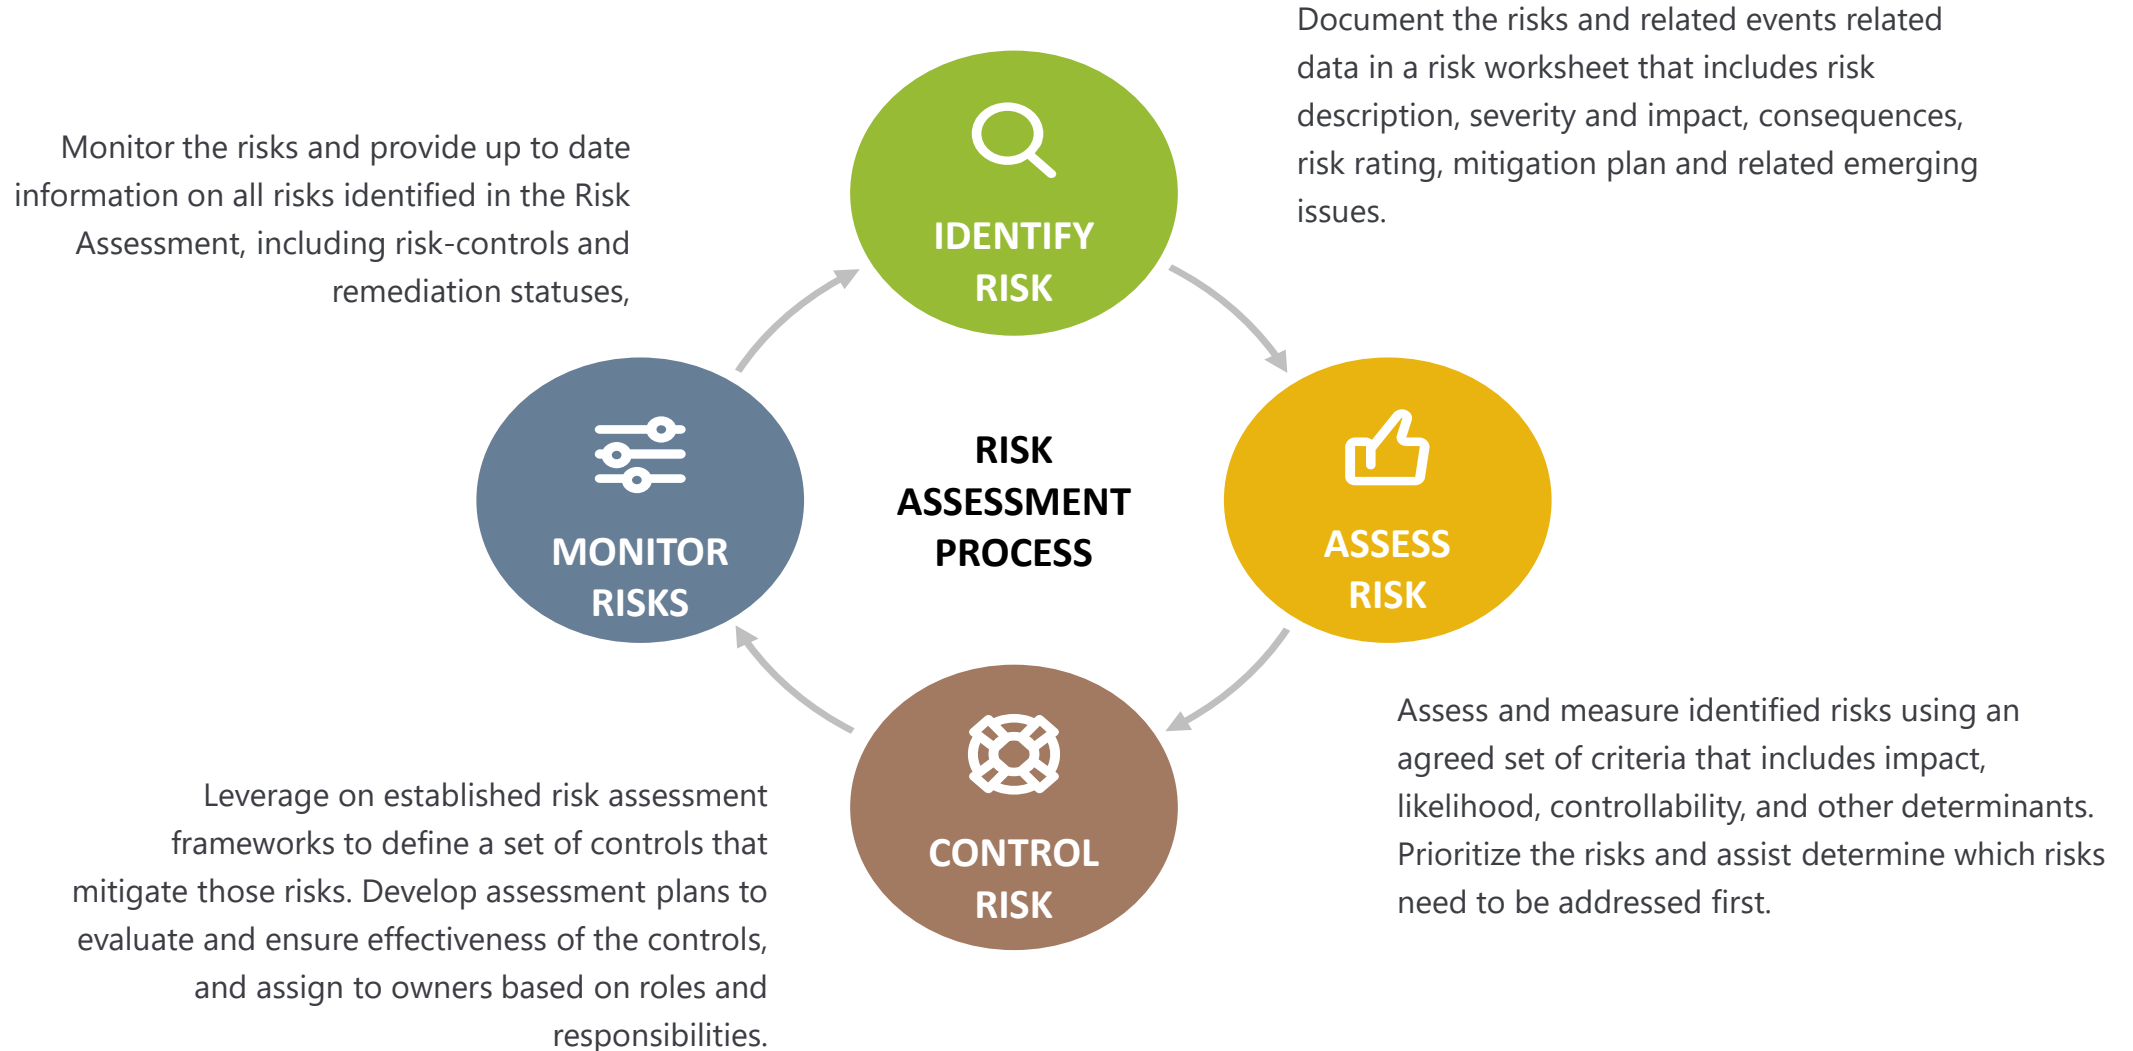 Document the risks and related events related
data in a risk worksheet that includes risk
description, severity and impact, consequences,
risk rating, mitigation plan and related emerging
issues.
Monitor the risks and provide up to date
information on all risks identified in the Risk
Assessment, including risk-controls and
remediation statuses,
IDENTIFY
RISK
RISK
ASSESSMENT
PROCESS
MONITOR
RISKS
ASSESS
RISK
CONTROL
RISK
Assess and measure identified risks using an
agreed set of criteria that includes impact,
likelihood, controllability, and other determinants.
Prioritize the risks and assist determine which risks
need to be addressed first.
Leverage on established risk assessment
frameworks to define a set of controls that
mitigate those risks. Develop assessment plans to
evaluate and ensure effectiveness of the controls,
and assign to owners based on roles and
responsibilities.